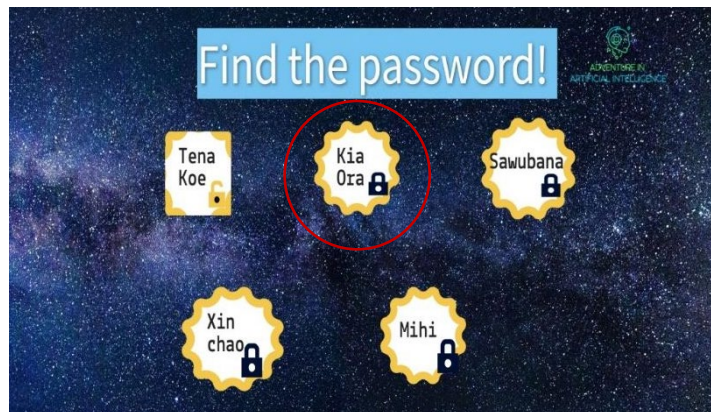 Find the password!
ADVENTURE IN
ARTIFICIAL INTELLIGENCE
Tena
Koe
Kia
Ora
Sawubana
Xin
chao
Mihi